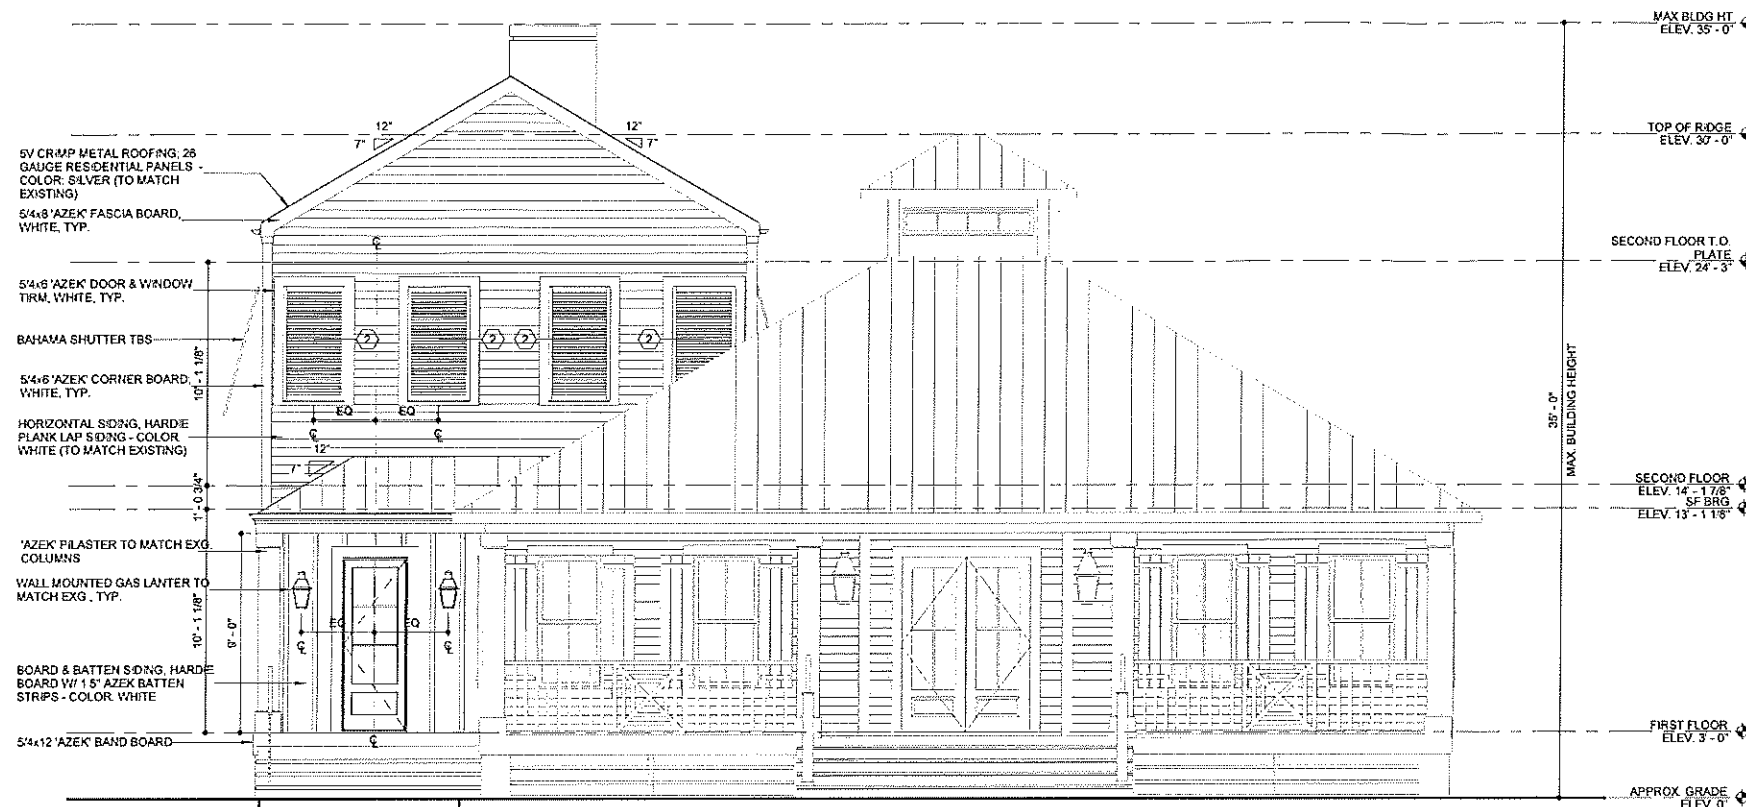 MAX BLDG HT
ELEV. 35' - 0"
12"
7"
12"
7"
TOP OF RIDGE
ELEV. 30' - 0"
5V CRIMP METAL ROOFING; 26
GAUGE RESIDENTIAL PANELS -
COLOR: SILVER (TO MATCH
EXISTING)
5/4x8 'AZEK' FASCIA BOARD,
WHITE, TYP.
SECOND FLOOR T.O.
PLATE
ELEV. 24' - 3"
5/4x6 'AZEK' DOOR & WINDOW
TIRM, WHITE, TYP.
BAHAMA SHUTTER TBS
2
2
2
2
10' - 1 1/8"
5/4x6 'AZEK' CORNER BOARD,
WHITE, TYP.
EQ
EQ
HORIZONTAL SIDING, HARDIE
PLANK LAP SIDING - COLOR
WHITE (TO MATCH EXISTING)
12"
7"
35' - 0"
MAX. BUILDING HEIGHT
1' - 0 3/4"
SECOND FLOOR
ELEV. 14' - 1 7/8"
SF BRG
ELEV. 13' - 1 1/8"
'AZEK' PILASTER TO MATCH EXG.
COLUMNS
WALL MOUNTED GAS LANTER TO
MATCH EXG., TYP.
10' - 1 1/8"
9' - 0"
EQ
EQ
BOARD & BATTEN SIDING, HARDIE
BOARD W/ 1.5" AZEK BATTEN
STRIPS - COLOR: WHITE
5/4x12 'AZEK' BAND BOARD
FIRST FLOOR
ELEV. 3' - 0"
APPROX. GRADE
ELEV. 0'